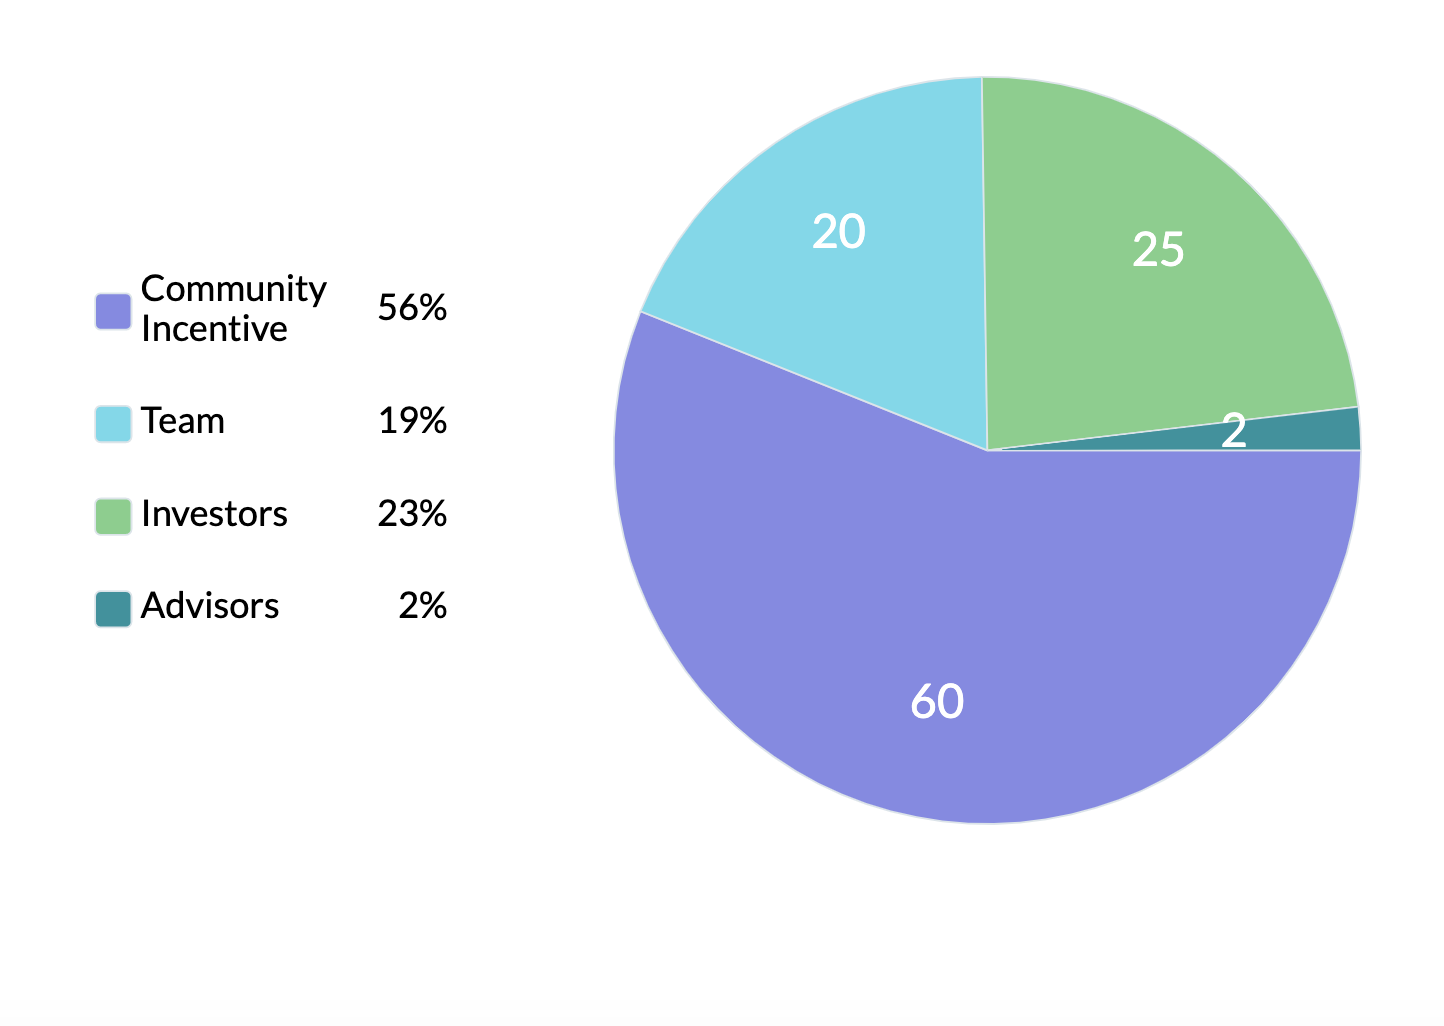 Community
Incentive 56%
Team 19%
Investors 23%
Advisors 2%
20
25
2
60